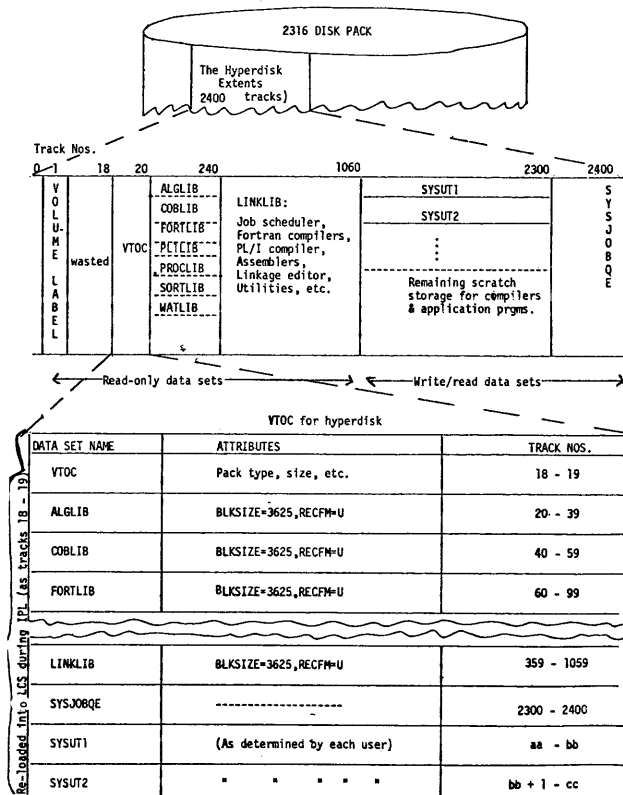 2316 DISK PACK
The Hyperdisk
Extents
2400 tracks)
Track Nos.
0 1 18 20 240 1060 2300 2400
VOLUME LABEL
wasted
VTOC
ALGLIB
COBLIB
FORTLIB
PLILIB
PROCLIB
SORTLIB
WATLIB
LINKLIB:
Job scheduler,
Fortran compilers,
PL/I compiler,
Assemblers,
Linkage editor,
Utilities, etc.
SYSUT1
SYSUT2
Remaining scratch
storage for compilers
& application prgms.
SYSJOBQE
Read-only data sets
Write/read data sets
VTOC for hyperdisk
Re-loaded into LCS during IPL (as tracks 18 - 19)
DATA SET NAME ATTRIBUTES TRACK NOS.
VTOC Pack type, size, etc. 18 - 19
ALGLIB BLKSIZE=3625,RECFM=U 20 - 39
COBLIB BLKSIZE=3625,RECFM=U 40 - 59
FORTLIB BLKSIZE=3625,RECFM=U 60 - 99
LINKLIB BLKSIZE=3625,RECFM=U 359 - 1059
SYSJOBQE -------------------- 2300 - 2400
SYSUT1 (As determined by each user) aa - bb
SYSUT2 " " " " " bb + 1 - cc